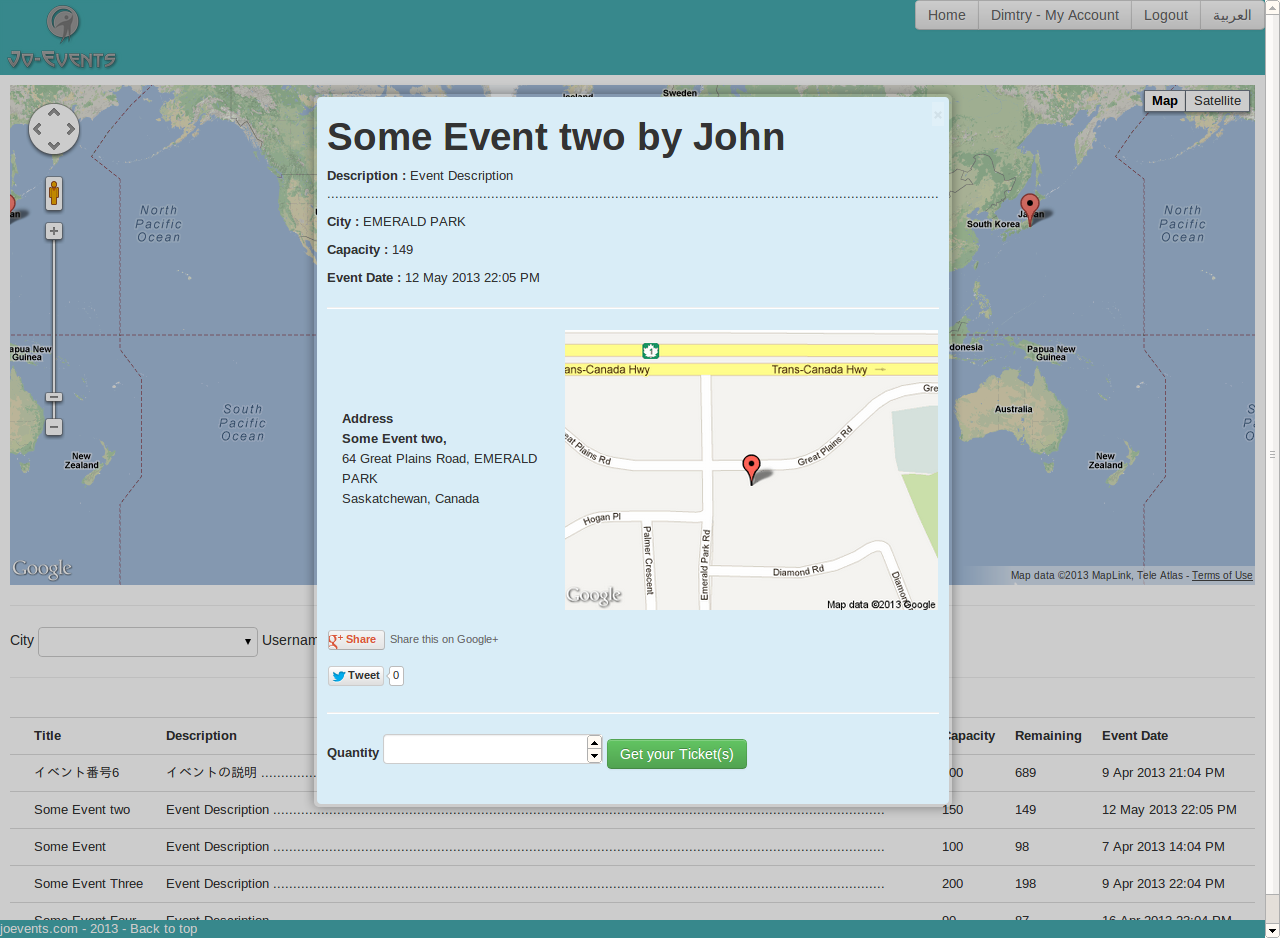 Home
Dimtry - My Account
Logout
العربية
Jo-Events
Sweden
Map
Satellite
×
Some Event two by John
Description : Event Description
City : EMERALD PARK
Capacity : 149
Event Date : 12 May 2013 22:05 PM
North
Pacific
Ocean
South Korea
Japan
North
Pacific
Ocean
apua New
Guinea
South
Pacific
Ocean
New
Zealand
Google
donesia
Papua New
Guinea
Australia
New
Zealand
Map data ©2013 MapLink, Tele Atlas - Terms of Use
Address
Some Event two,
64 Great Plains Road, EMERALD
PARK
Saskatchewan, Canada
1
ans-Canada Hwy
Trans-Canada Hwy
Gre
eat Plains Rd
Great Plains Rd
Hogan Pl
Palmer Crescent
Emerald Park Rd
Diamond Rd
Diamon
Google
Map data ©2013 Google
g+ Share
Share this on Google+
Tweet
0
City
Usernam
Quantity
Get your Ticket(s)
Title Description Capacity Remaining Event Date
イベント番号6 イベントの説明 ............. 00 689 9 Apr 2013 21:04 PM
Some Event two Event Description ........................................................................ 150 149 12 May 2013 22:05 PM
Some Event Event Description ........................................................................ 100 98 7 Apr 2013 14:04 PM
Some Event Three Event Description ........................................................................ 200 198 9 Apr 2013 22:04 PM
Some Event Four Event Description ........................................................................ 90 87 16 Apr 2013 23:04 PM
joevents.com - 2013 - Back to top